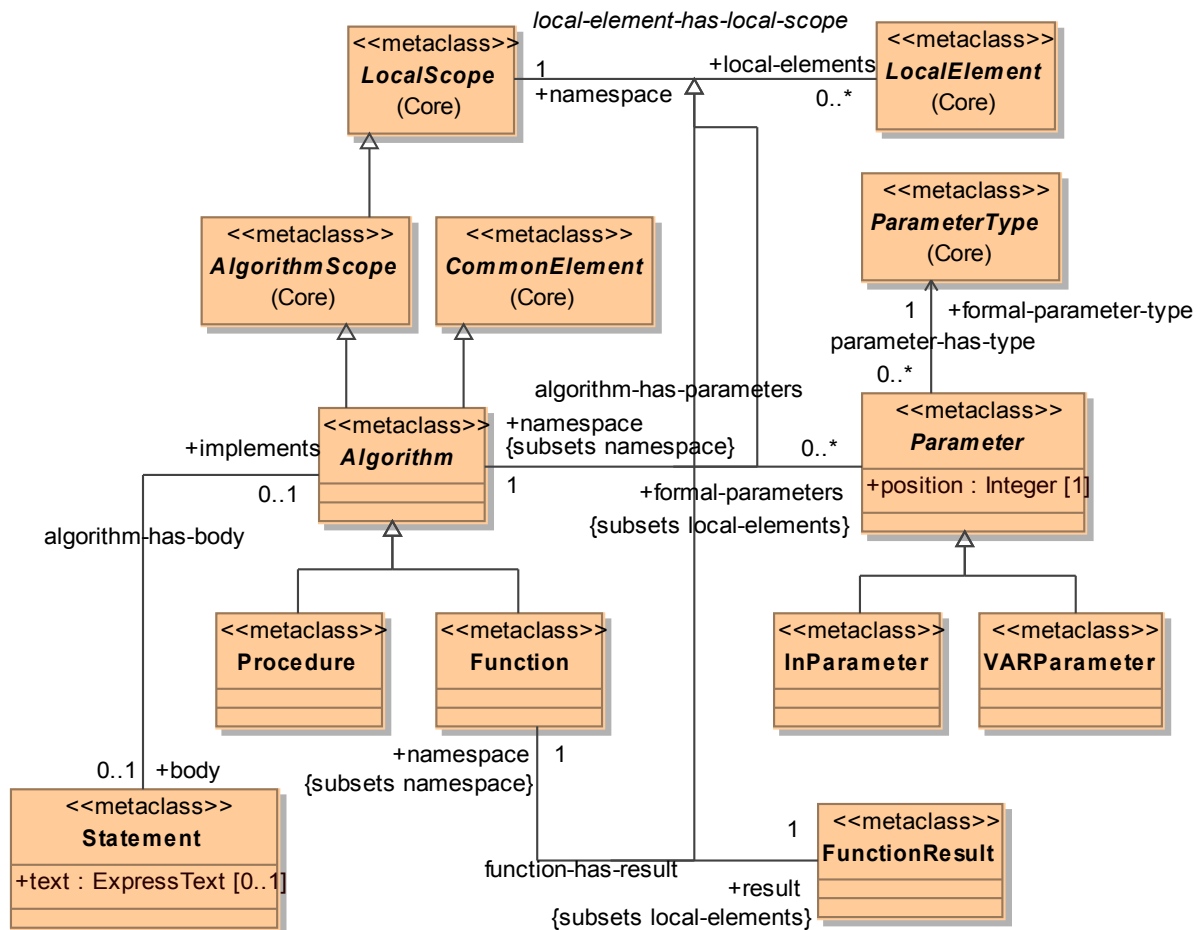 local-element-has-local-scope
<<metaclass>>
LocalScope
(Core)
1
+namespace
+local-elements
0..*
<<metaclass>>
LocalElement
(Core)
<<metaclass>>
AlgorithmScope
(Core)
<<metaclass>>
CommonElement
(Core)
<<metaclass>>
ParameterType
(Core)
1
+formal-parameter-type
parameter-has-type
0..*
algorithm-has-parameters
<<metaclass>>
Algorithm
+implements
0..1
algorithm-has-body
+namespace
{subsets namespace}
1
0..*
+formal-parameters
{subsets local-elements}
<<metaclass>>
Parameter
+position : Integer [1]
<<metaclass>>
Procedure
<<metaclass>>
Function
<<metaclass>>
InParameter
<<metaclass>>
VARParameter
+namespace
{subsets namespace}
1
0..1
+body
<<metaclass>>
Statement
+text : ExpressText [0..1]
function-has-result
1
+result
{subsets local-elements}
<<metaclass>>
FunctionResult